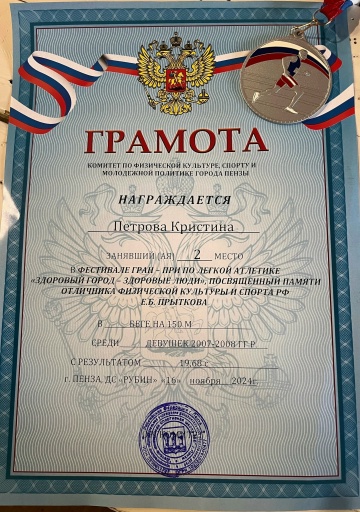 ГРАМОТА
КОМИТЕТ ПО ФИЗИЧЕСКОЙ КУЛЬТУРЕ, СПОРТУ И
МОЛОДЕЖНОЙ ПОЛИТИКЕ ГОРОДА ПЕНЗЫ
НАГРАЖДАЕТСЯ
Петрова Кристина
ЗАНЯВШИЙ (АЯ) 2 МЕСТО
В ФЕСТИВАЛЕ ГРАН – ПРИ ПО ЛЕГКОЙ АТЛЕТИКЕ
«ЗДОРОВЫЙ ГОРОД – ЗДОРОВЫЕ ЛЮДИ», ПОСВЯЩЕННЫЙ ПАМЯТИ
ОТЛИЧНИКА ФИЗИЧЕСКОЙ КУЛЬТУРЫ И СПОРТА РФ
Е.Б. ПРЫТКОВА
В БЕГЕ НА 150 М
СРЕДИ ДЕВУШЕК 2007-2008 ГГ.Р.
С РЕЗУЛЬТАТОМ 19,68 с
г. ПЕНЗА, ДС «РУБИН» «16» ноября 2024г.